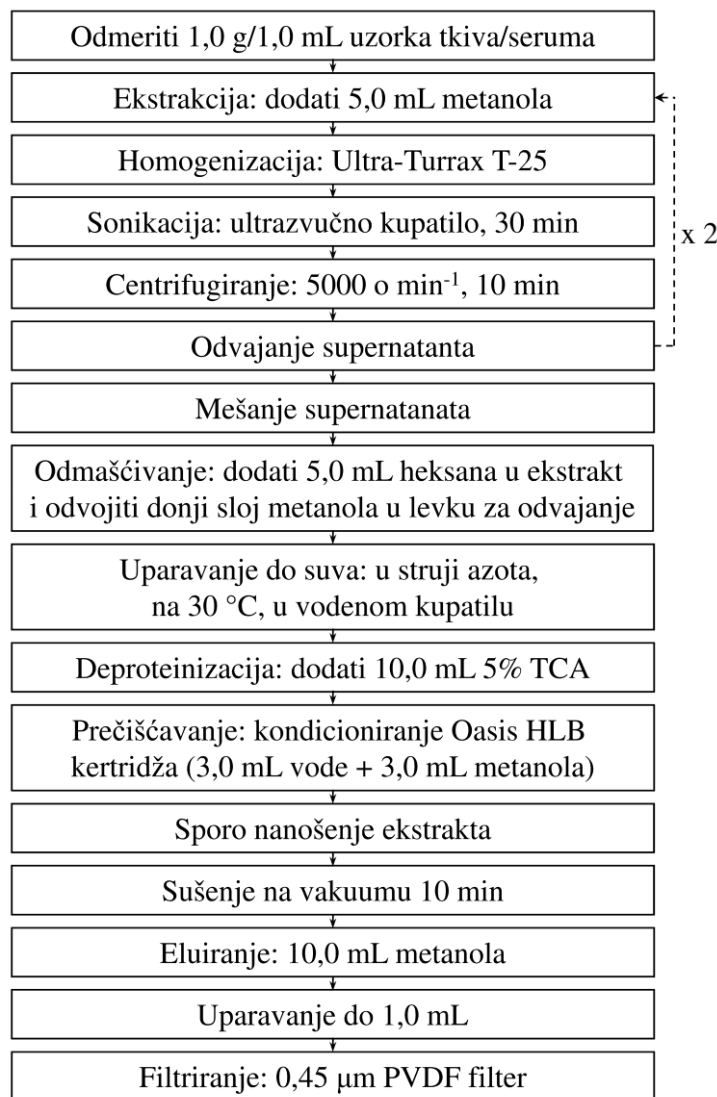 Odmeriti 1,0 g/1,0 mL uzorka tkiva/seruma
Ekstrakcija: dodati 5,0 mL metanola
Homogenizacija: Ultra-Turrax T-25
Sonikacija: ultrazvučno kupatilo, 30 min
x 2
Centrifugiranje: 5000 o min⁻¹, 10 min
Odvajanje supernatanta
Mešanje supernatanata
Odmašćivanje: dodati 5,0 mL heksana u ekstrakt
i odvojiti donji sloj metanola u levku za odvajanje
Uparavanje do suva: u struji azota,
na 30 °C, u vodenom kupatilu
Deproteinizacija: dodati 10,0 mL 5% TCA
Prečišćavanje: kondicioniranje Oasis HLB
kertridža (3,0 mL vode + 3,0 mL metanola)
Sporo nanošenje ekstrakta
Sušenje na vakuumu 10 min
Eluiranje: 10,0 mL metanola
Uparavanje do 1,0 mL
Filtriranje: 0,45 μm PVDF filter